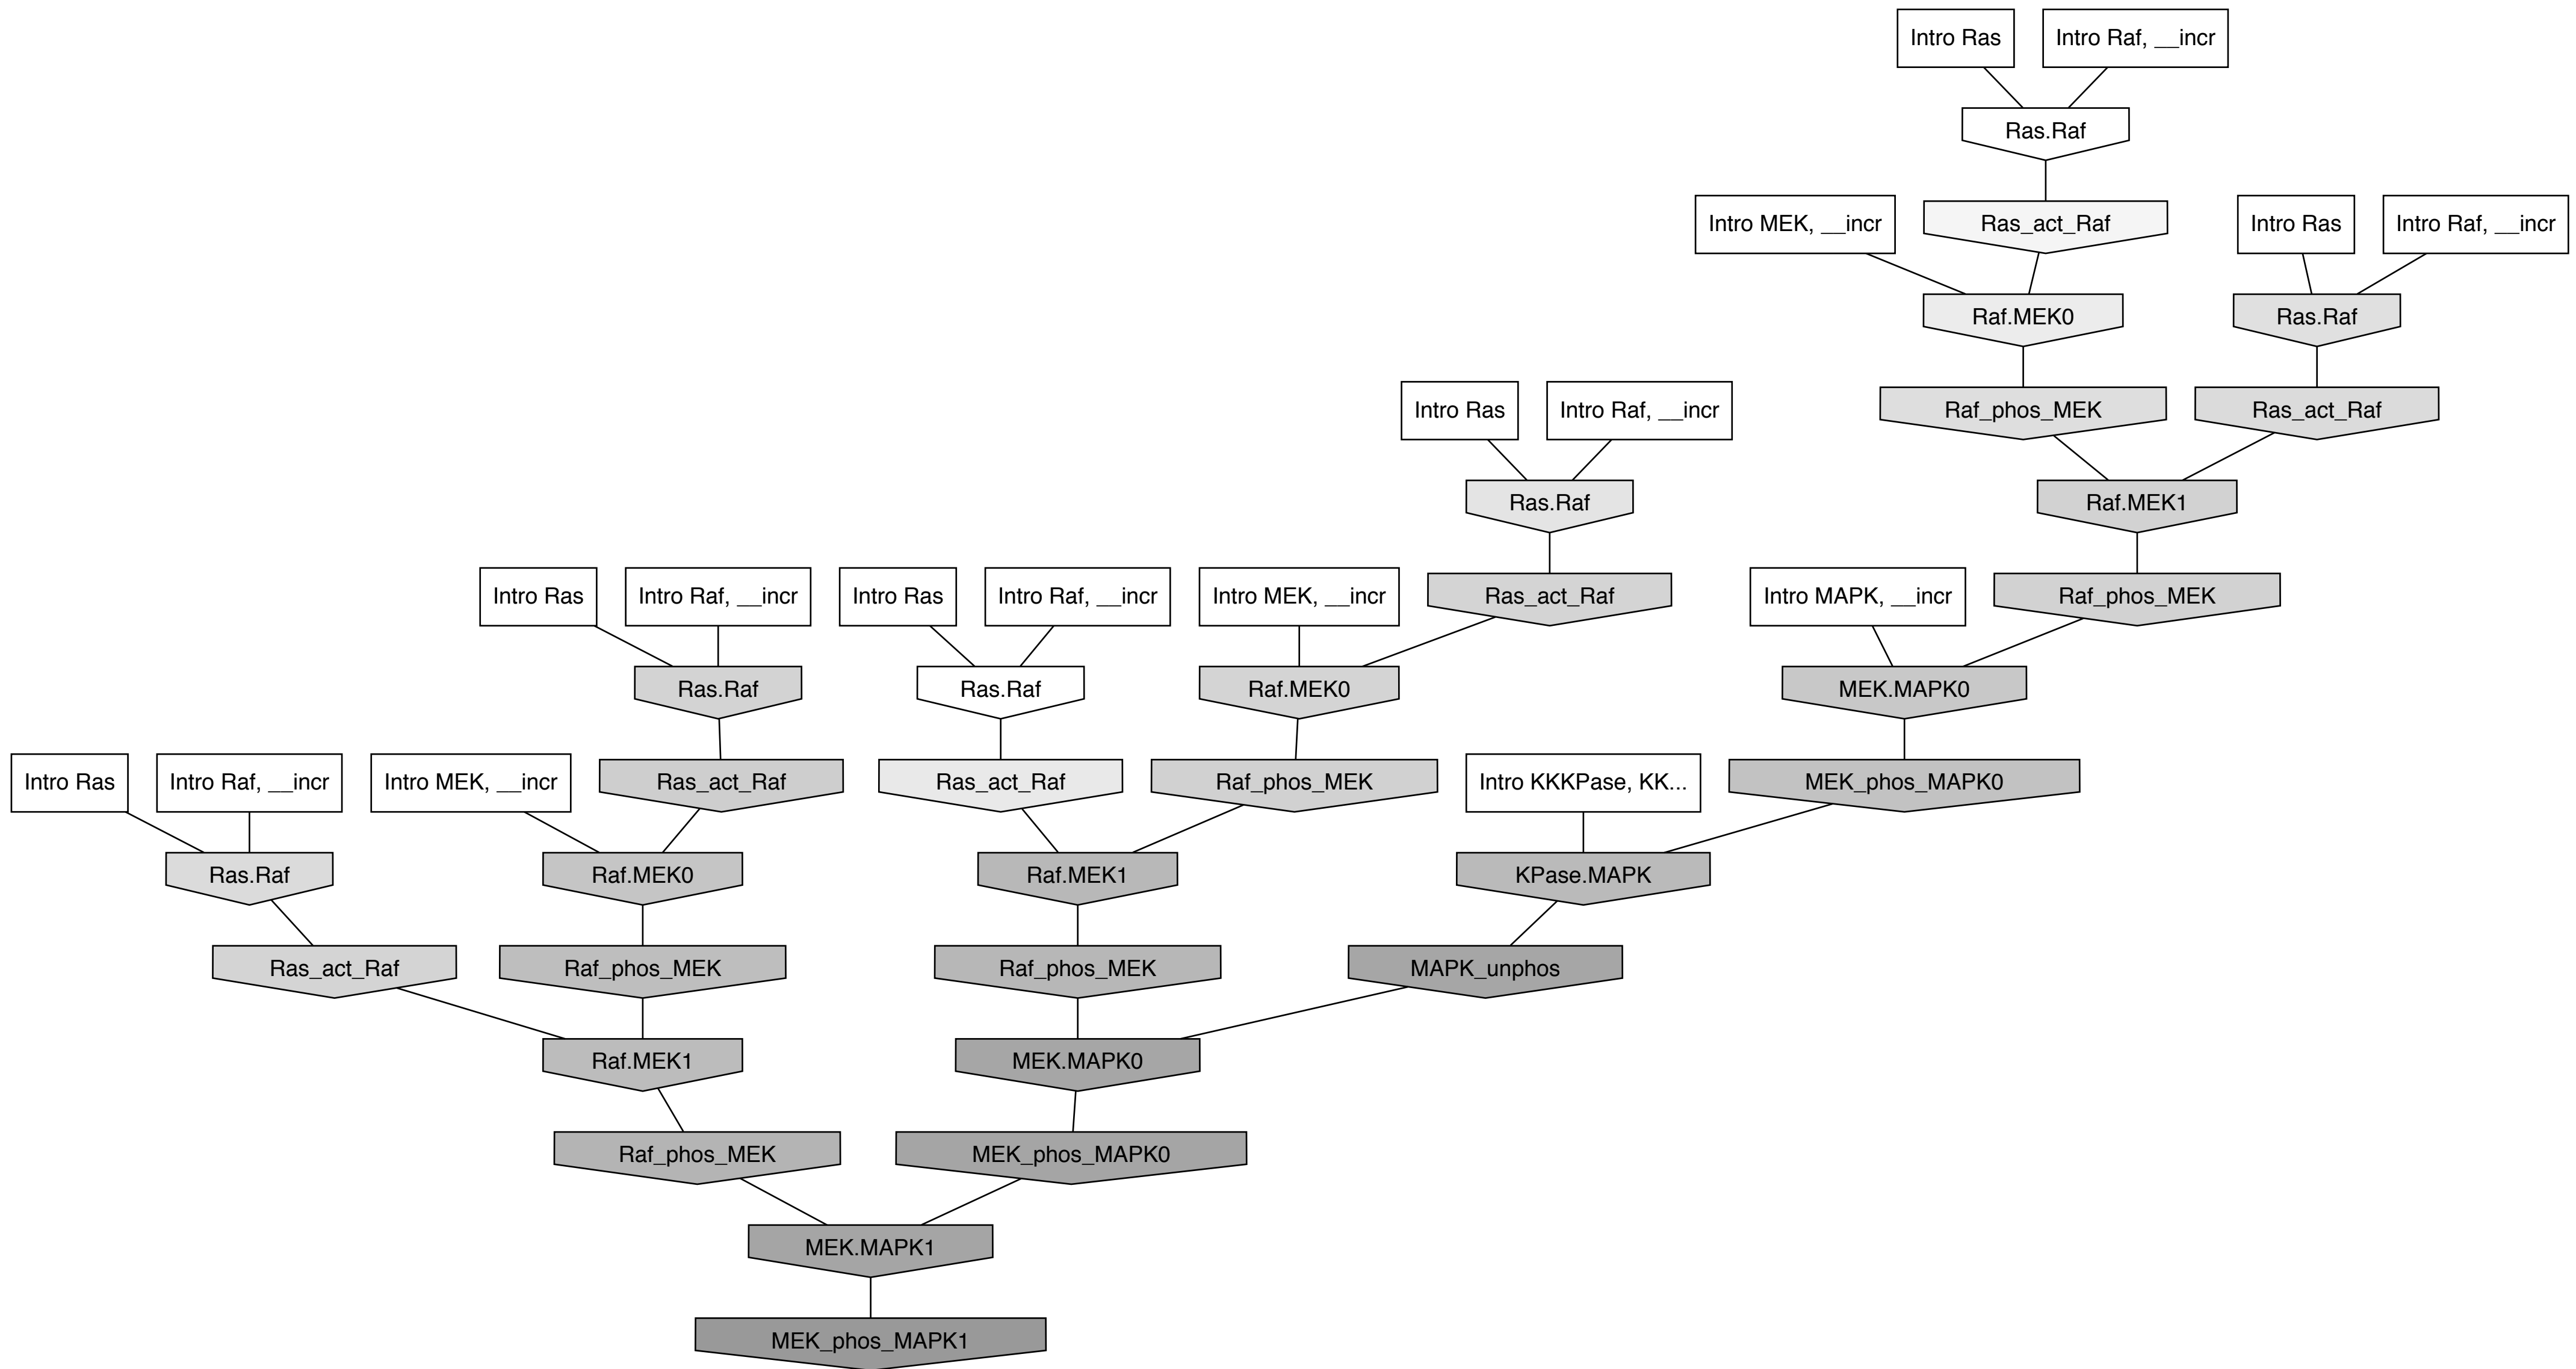 Intro Ras
Intro Raf, __incr
Ras.Raf
Intro MEK, __incr
Ras_act_Raf
Intro Ras
Intro Raf, __incr
Raf.MEK0
Ras.Raf
Intro Ras
Intro Raf, __incr
Raf_phos_MEK
Ras_act_Raf
Ras.Raf
Raf.MEK1
Intro Ras
Intro Raf, __incr
Intro Ras
Intro Raf, __incr
Intro MEK, __incr
Ras_act_Raf
Intro MAPK, __incr
Raf_phos_MEK
Ras.Raf
Ras.Raf
Raf.MEK0
MEK.MAPK0
Intro Ras
Intro Raf, __incr
Intro MEK, __incr
Ras_act_Raf
Ras_act_Raf
Raf_phos_MEK
Intro KKKPase, KK...
MEK_phos_MAPK0
Ras.Raf
Raf.MEK0
Raf.MEK1
KPase.MAPK
Ras_act_Raf
Raf_phos_MEK
Raf_phos_MEK
MAPK_unphos
Raf.MEK1
MEK.MAPK0
Raf_phos_MEK
MEK_phos_MAPK0
MEK.MAPK1
MEK_phos_MAPK1